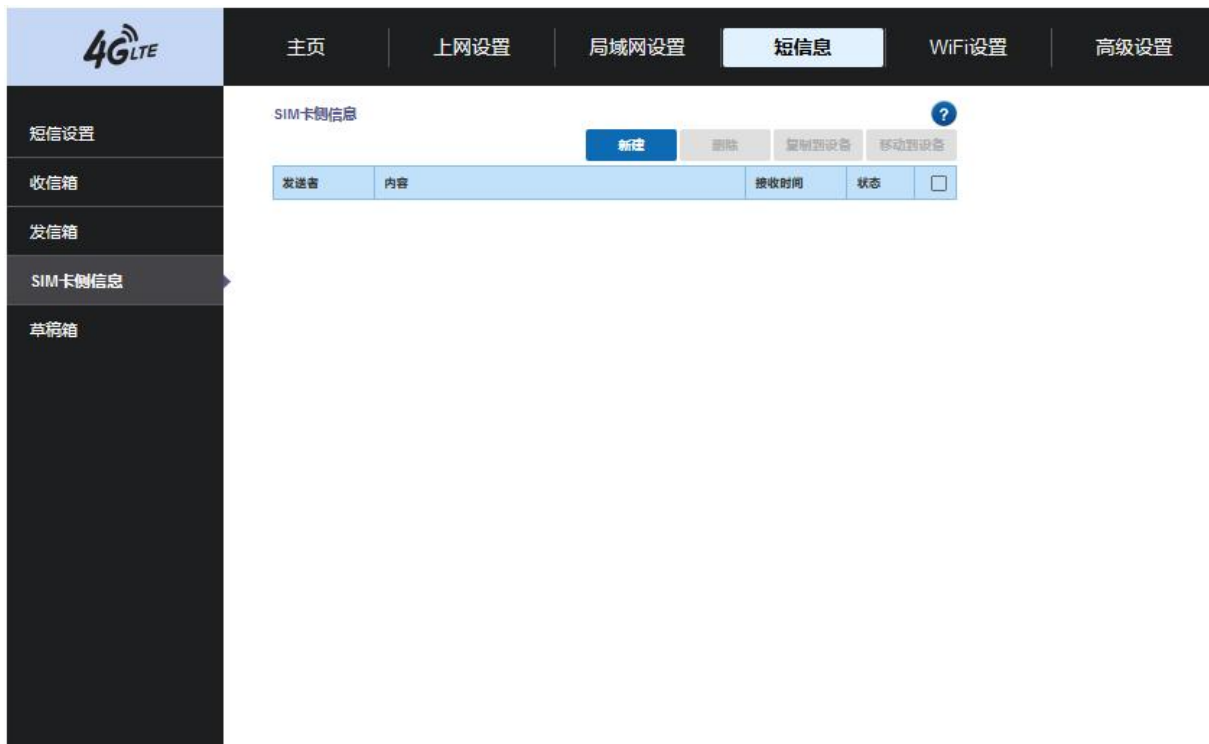 4G LTE
主页
上网设置
局域网设置
短信息
WiFi设置
高级设置
短信设置
收信箱
发信箱
SIM卡侧信息
草稿箱
SIM卡侧信息
?
新建
删除
复制到设备
移动到设备
发送者
内容
接收时间
状态